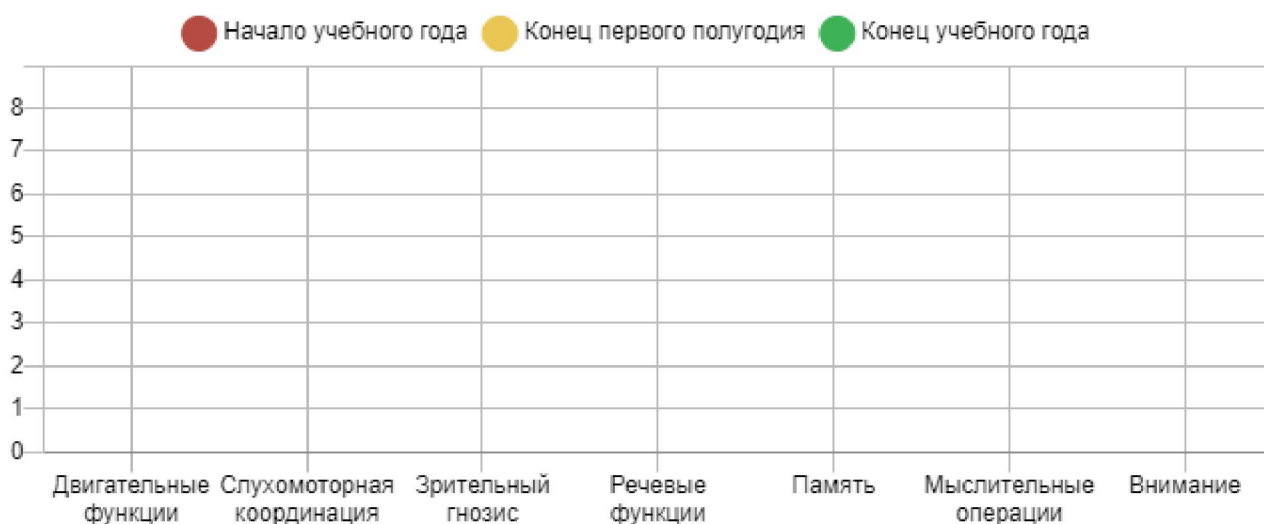 Начало учебного года Конец первого полугодия Конец учебного года
8
7
6
5
4
3
2
1
0
Двигательные функции
Слухомоторная координация
Зрительный гнозис
Речевые функции
Память
Мыслительные операции
Внимание